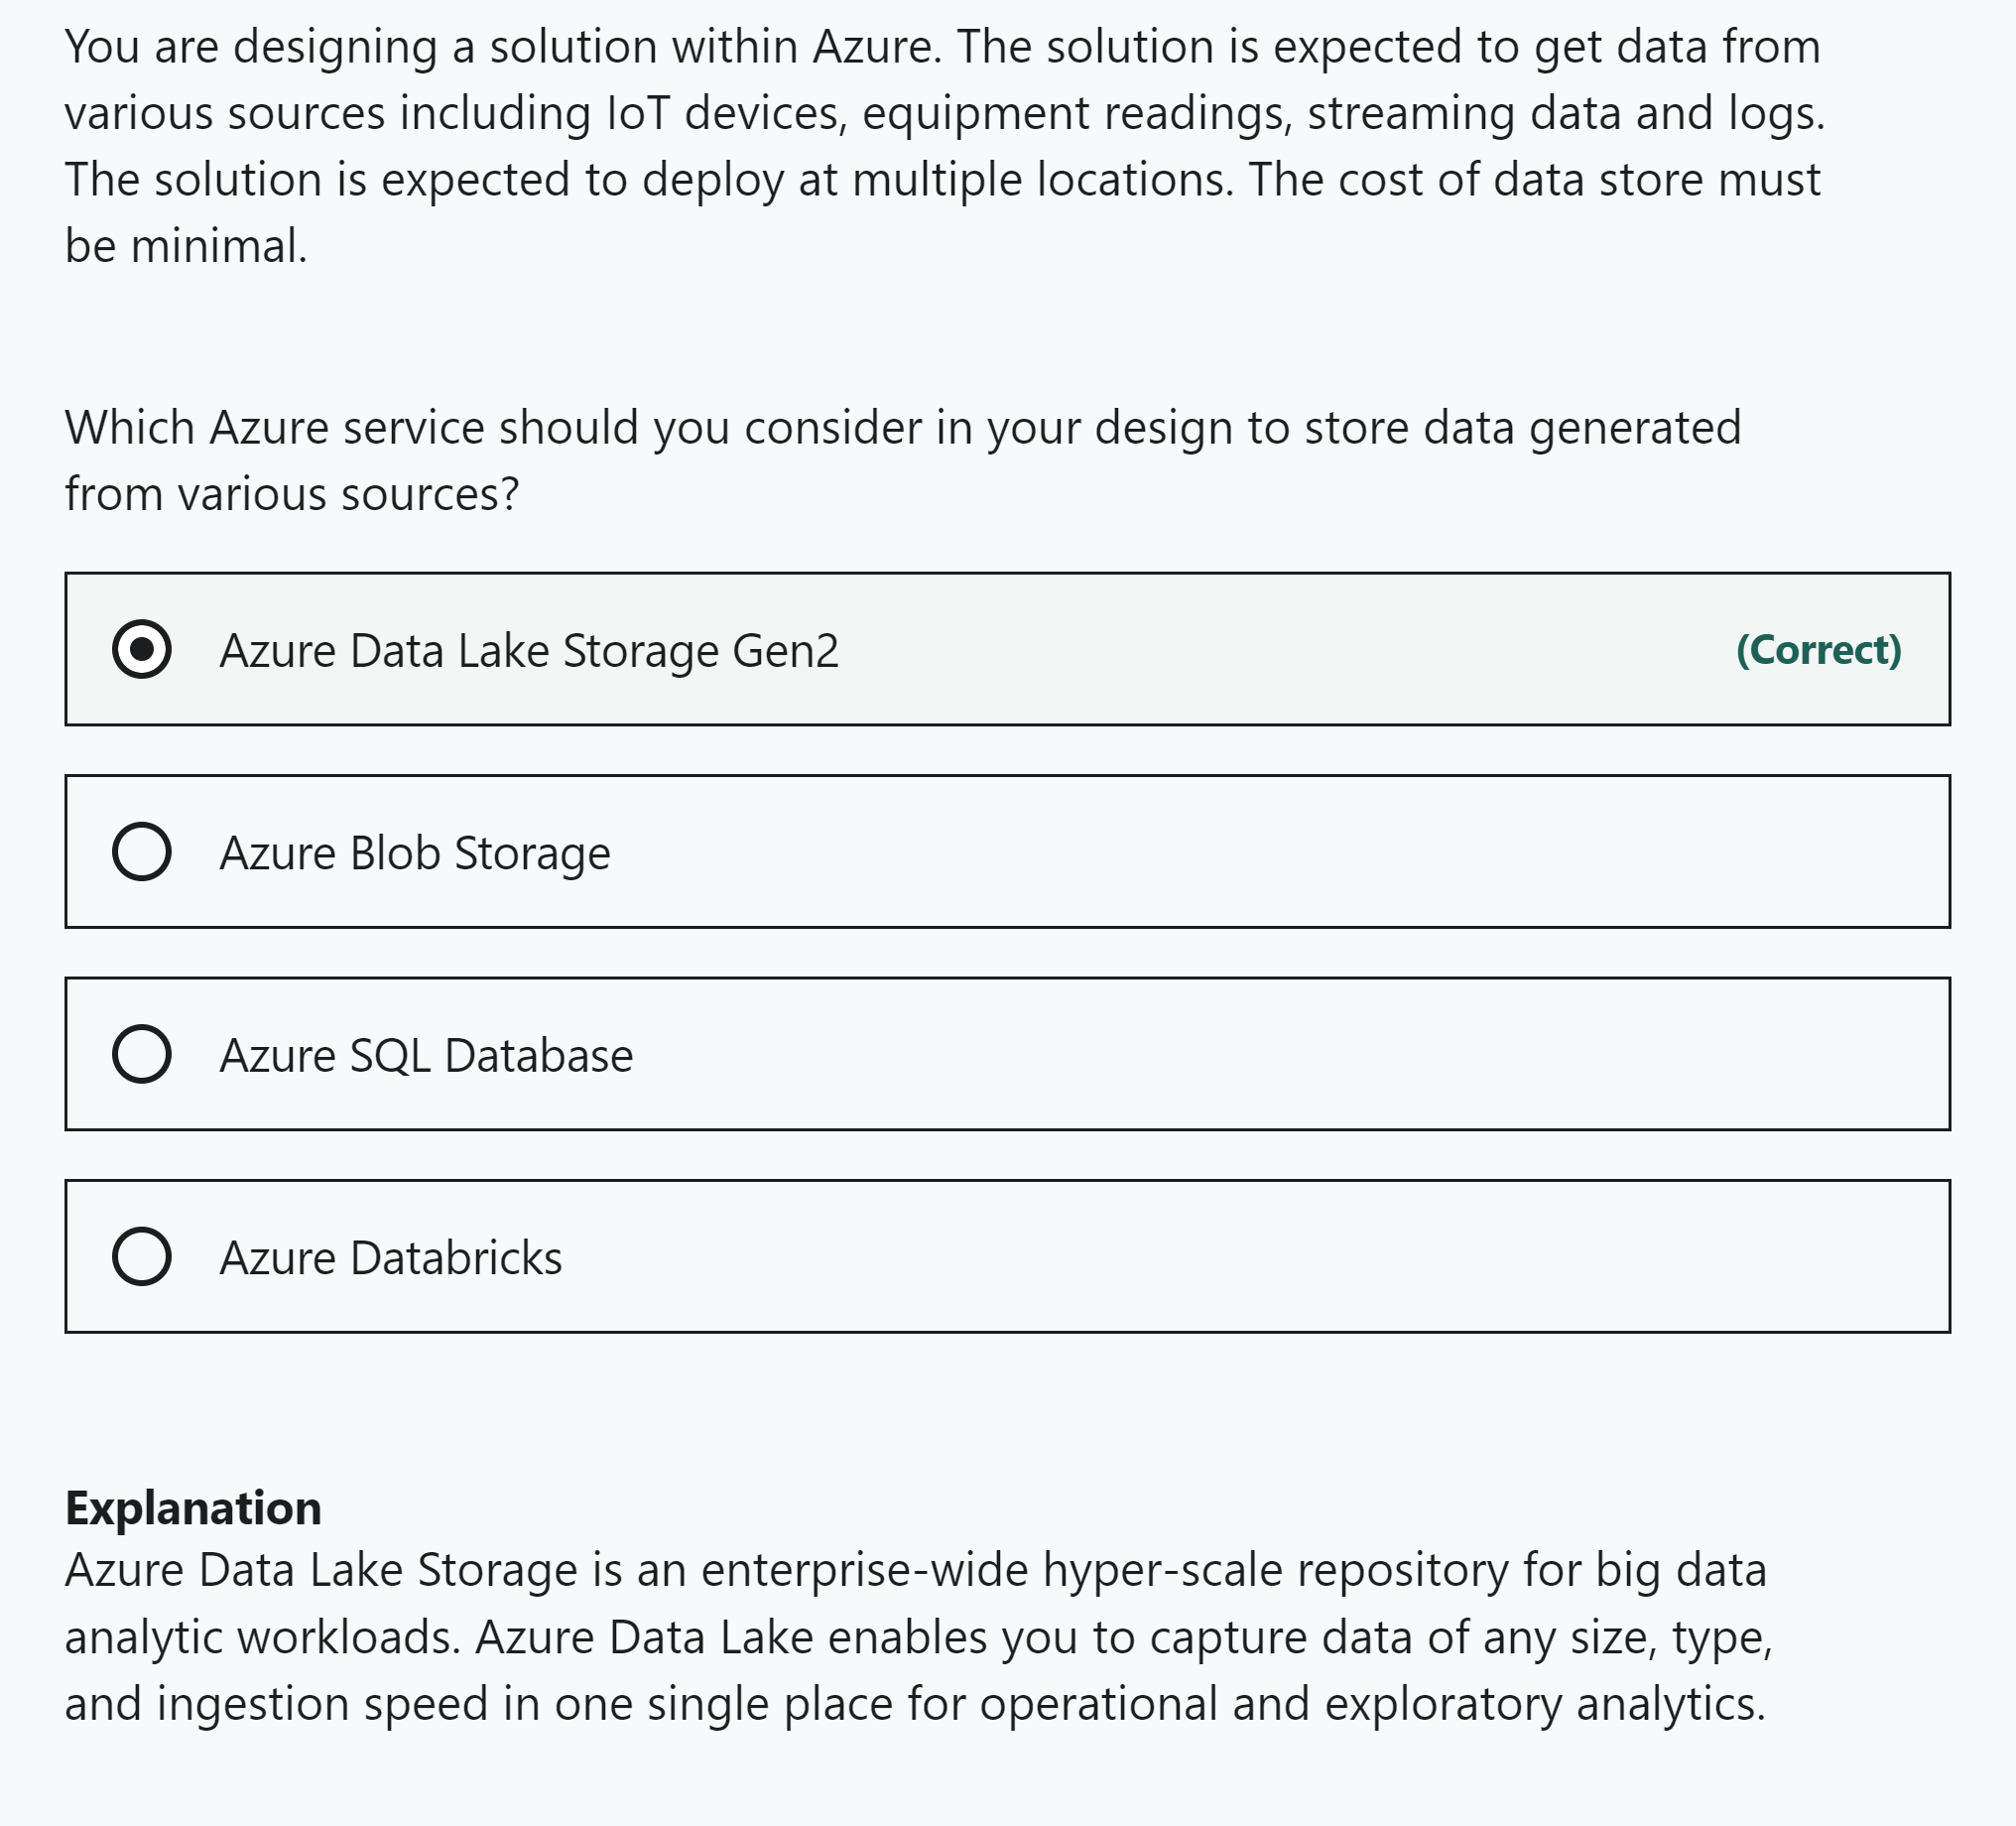 You are designing a solution within Azure. The solution is expected to get data from
various sources including IoT devices, equipment readings, streaming data and logs.
The solution is expected to deploy at multiple locations. The cost of data store must
be minimal.
Which Azure service should you consider in your design to store data generated
from various sources?
Azure Data Lake Storage Gen2 (Correct)
Azure Blob Storage
Azure SQL Database
Azure Databricks
Explanation
Azure Data Lake Storage is an enterprise-wide hyper-scale repository for big data
analytic workloads. Azure Data Lake enables you to capture data of any size, type,
and ingestion speed in one single place for operational and exploratory analytics.